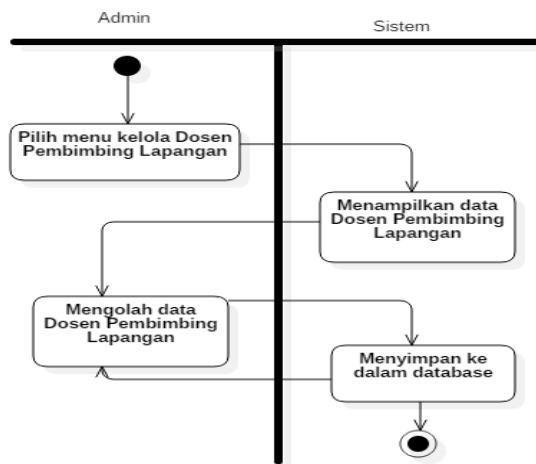 Admin
Sistem
Pilih menu kelola Dosen
Pembimbing Lapangan
Menampilkan data
Dosen Pembimbing
Lapangan
Mengolah data
Dosen Pembimbing
Lapangan
Menyimpan ke
dalam database